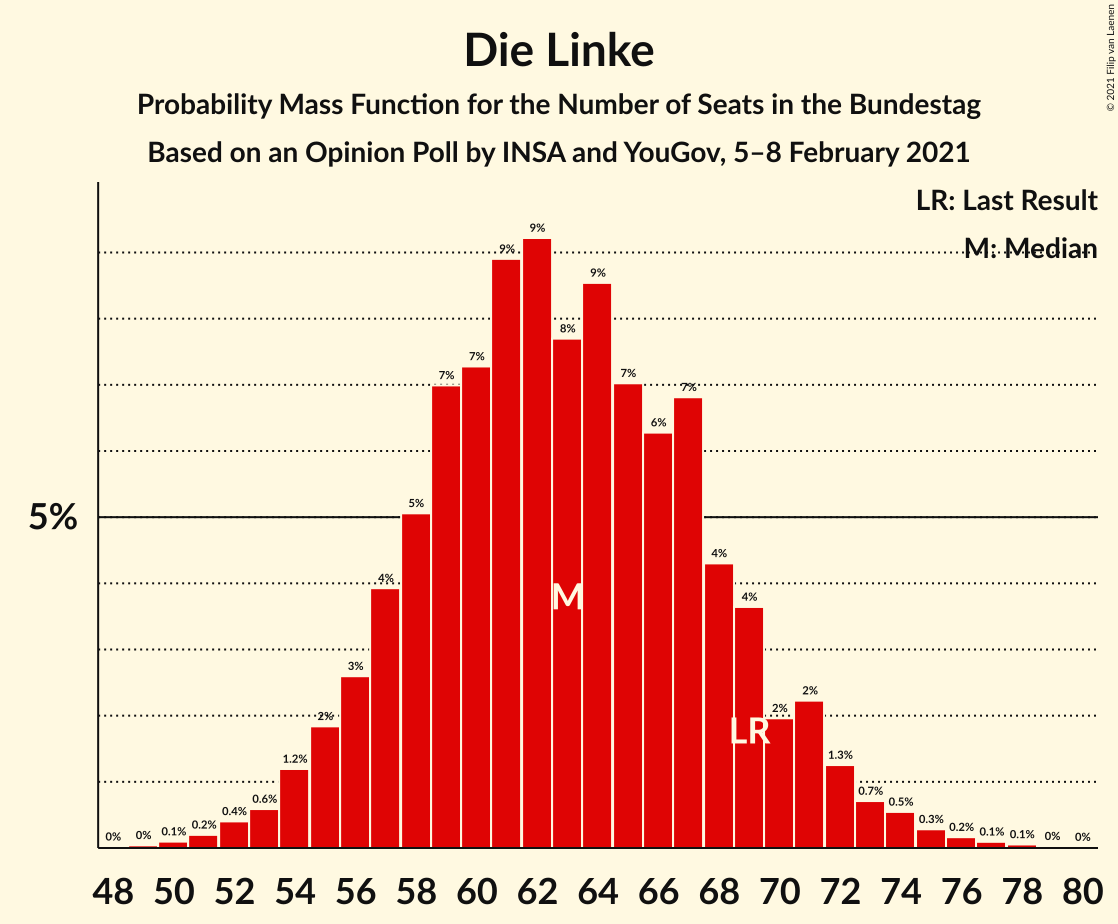 Die Linke
Probability Mass Function for the Number of Seats in the Bundestag
Based on an Opinion Poll by INSA and YouGov, 5–8 February 2021
© 2021 Filip van Laenen
LR: Last Result
M: Median
5%
0% 0% 0.1% 0.2% 0.4% 0.6% 1.2% 2% 3% 4% 5% 7% 7% 9% 9% 8% 9% 7% 6% 7% 4% 4% 2% 2% 1.3% 0.7% 0.5% 0.3% 0.2% 0.1% 0.1% 0% 0%
M
LR
48 50 52 54 56 58 60 62 64 66 68 70 72 74 76 78 80